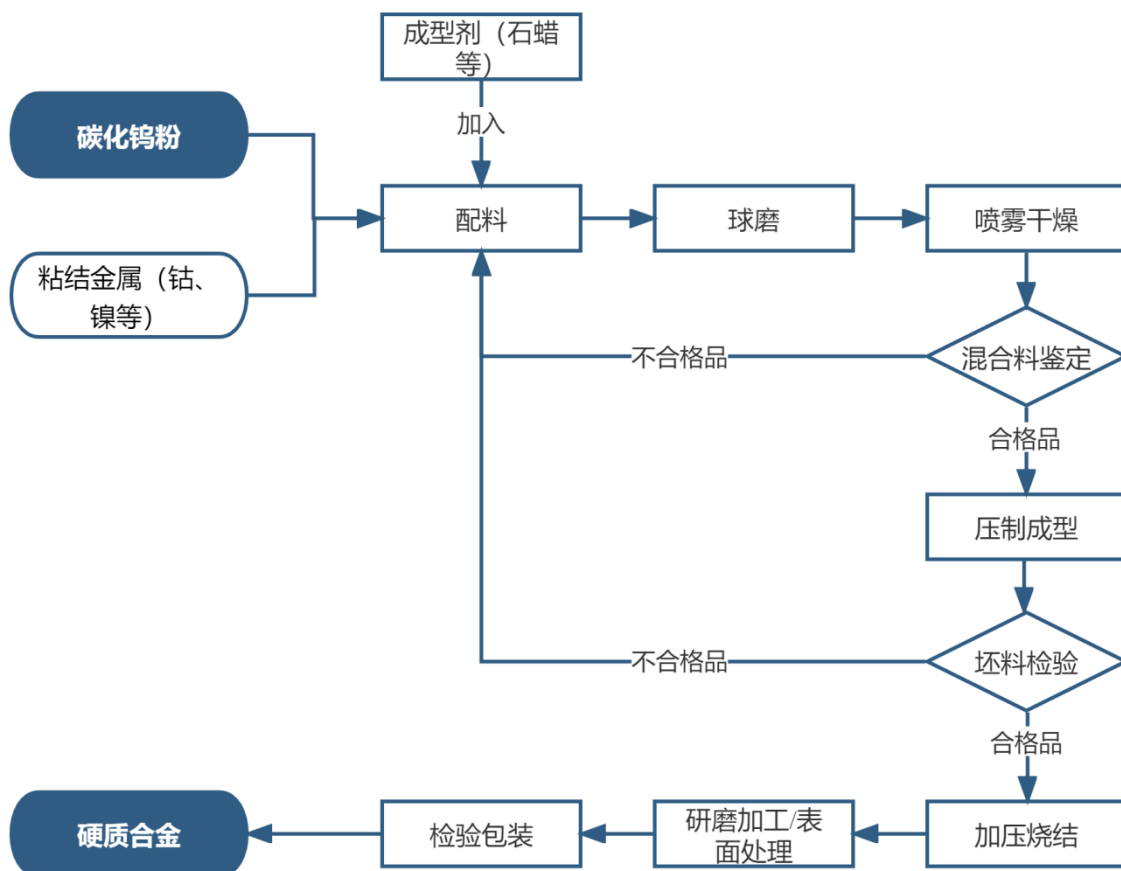 成型剂（石蜡
等）
加入
碳化钨粉
粘结金属（钴、
镍等）
配料
球磨
喷雾干燥
不合格品
混合料鉴定
合格品
压制成型
不合格品
坯料检验
合格品
硬质合金
检验包装
研磨加工/表
面处理
加压烧结